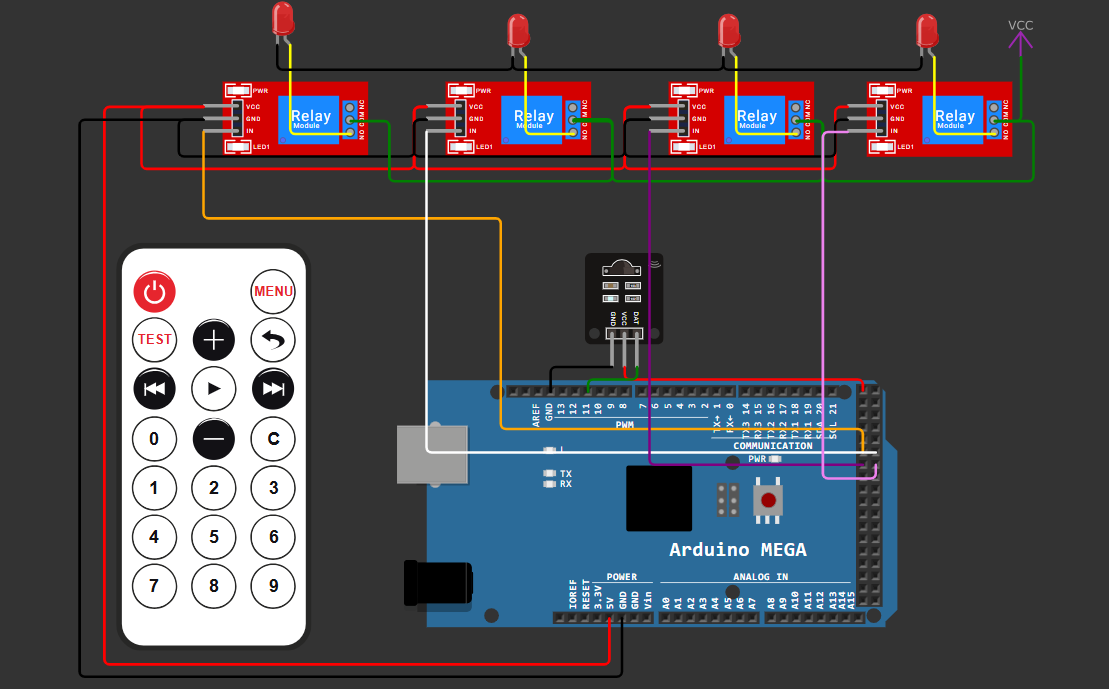 VCC
PWR
VCC
GND
IN
LED1
Relay
Module
NC
COM
NO
PWR
VCC
GND
IN
LED1
Relay
Module
NC
COM
NO
PWR
VCC
GND
IN
LED1
Relay
Module
NC
COM
NO
PWR
VCC
GND
IN
LED1
Relay
Module
NC
COM
NO
MENU
TEST
0
C
1 2 3
4 5 6
7 8 9
GND VCC DAT
AREF GND 13 12 11 10 9 8 7 6 5 4 3 2 1 0 14 15 16 17 18 19 20 21
TX→ RX← TX3 RX3 TX2 RX2 TX1 RX1 SDA SCL
PWM
COMMUNICATION
L
PWR
TX
RX
Arduino MEGA
POWER
ANALOG IN
IOREF RESET 3.3V 5V GND GND Vin A0 A1 A2 A3 A4 A5 A6 A7 A8 A9 A10 A11 A12 A13 A14 A15